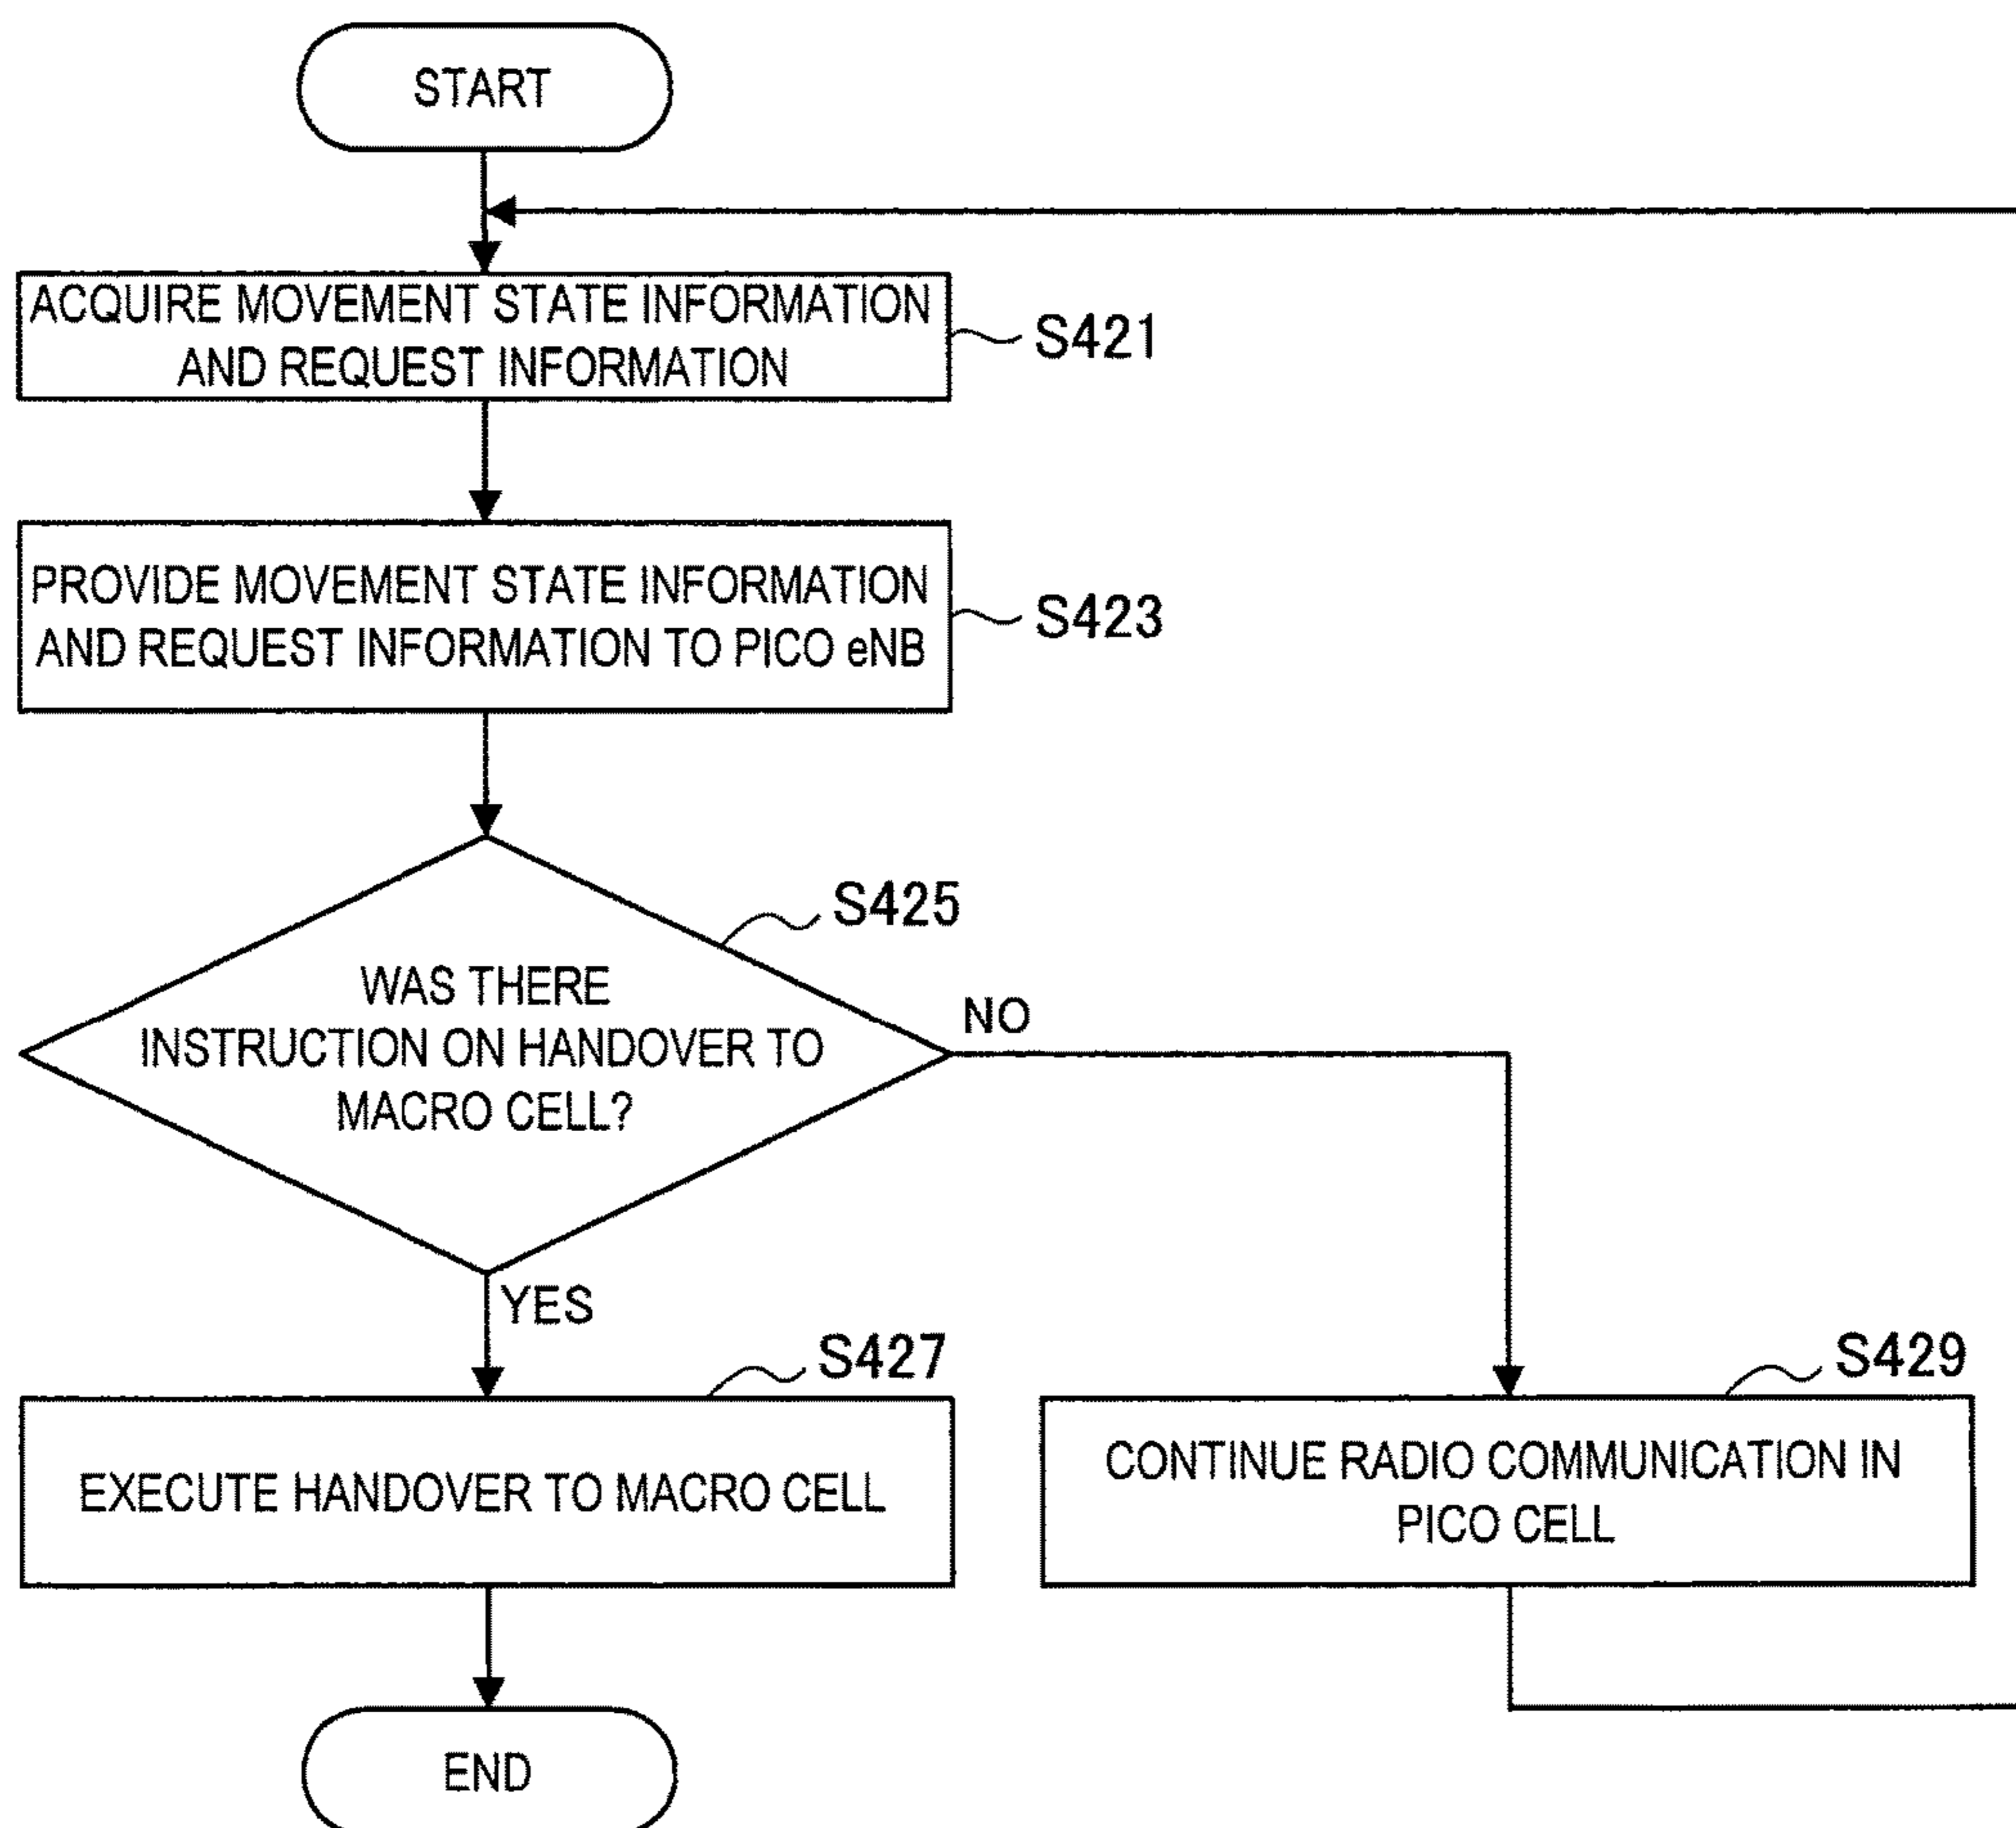 START
ACQUIRE MOVEMENT STATE INFORMATION
AND REQUEST INFORMATION
S421
PROVIDE MOVEMENT STATE INFORMATION
AND REQUEST INFORMATION TO PICO eNB
S423
S425
WAS THERE
INSTRUCTION ON HANDOVER TO
MACRO CELL?
NO
YES
S427
EXECUTE HANDOVER TO MACRO CELL
S429
CONTINUE RADIO COMMUNICATION IN
PICO CELL
END